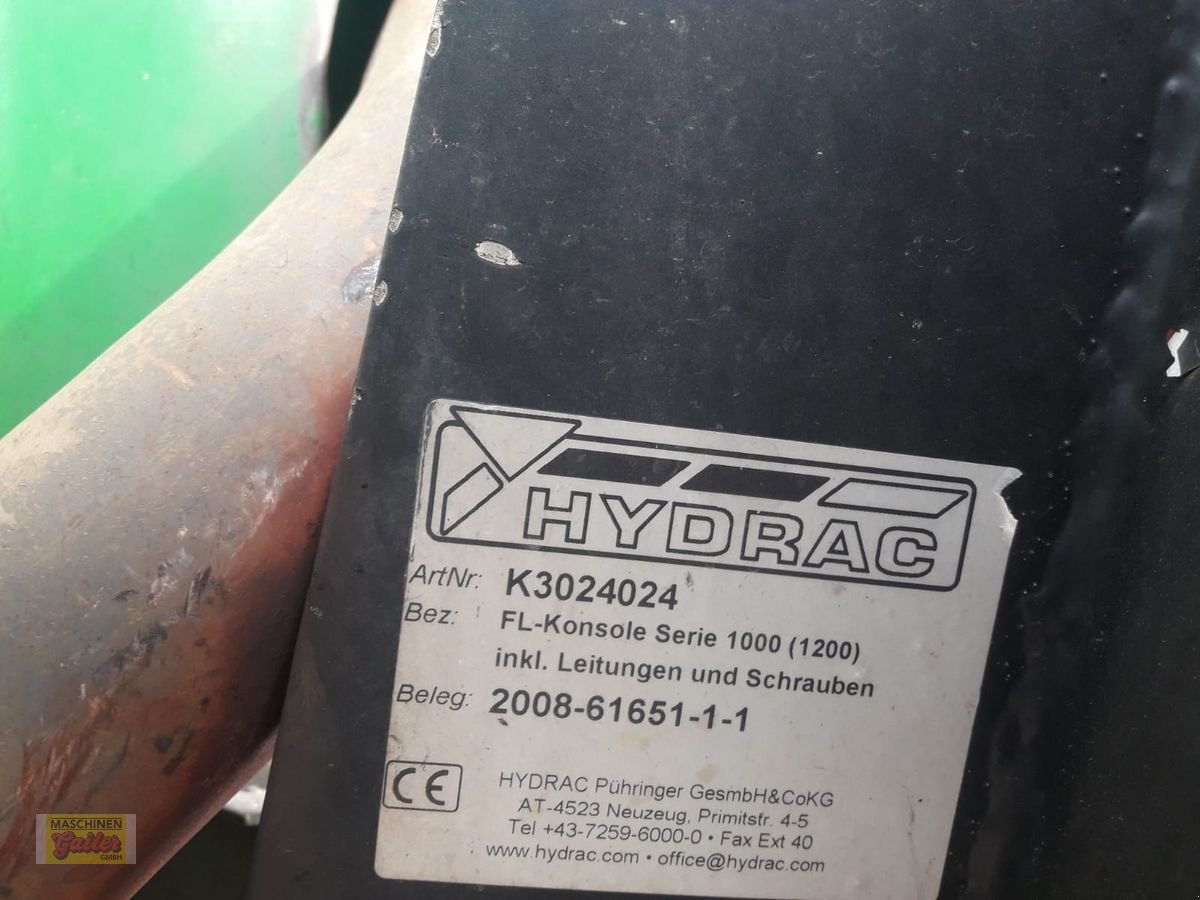 HYDRAC
ArtNr: K3024024
Bez: FL-Konsole Serie 1000 (1200)
inkl. Leitungen und Schrauben
Beleg: 2008-61651-1-1
CE
HYDRAC Pühringer GesmbH&CoKG
AT-4523 Neuzeug, Primitstr. 4-5
Tel +43-7259-6000-0 • Fax Ext 40
www.hydrac.com • office@hydrac.com
MASCHINEN
Gailer
GMBH